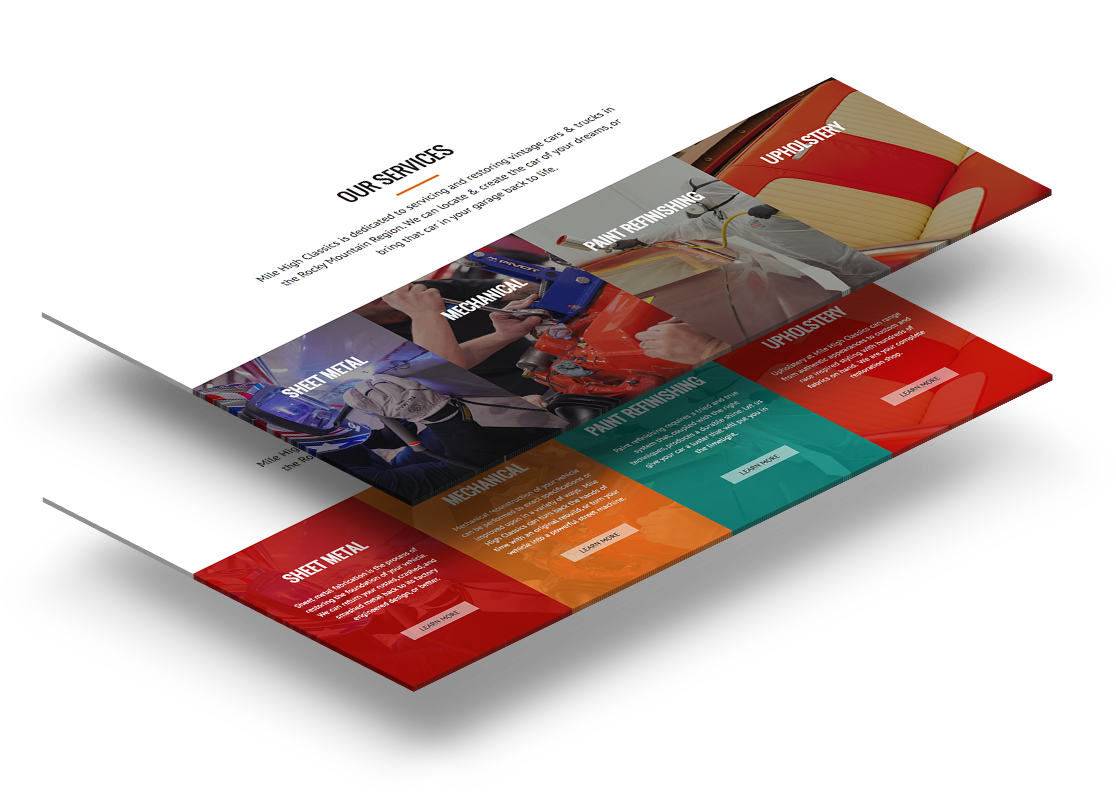 OUR SERVICES
Mile High Classics is dedicated to servicing and restoring vintage cars & trucks in
the Rocky Mountain Region. We can locate & create the car of your dreams, or
bring that car in your garage back to life.
SHEET METAL
MECHANICAL
PAINT REFINISHING
UPHOLSTERY
Mile Hig
the Ro
SHEET METAL
Sheet metal fabrication is the process of
restoring the foundation of your vehicle.
We can return your rusted, crashed, and
smashed metal back to its factory
engineered design, or better.
LEARN MORE
MECHANICAL
Mechanical reconstruction of your vehicle
can be performed to exact specifications or
improved upon in a variety of ways. Mile
High Classics can turn back the hands of
time with an original rebuild, or turn your
vehicle into a powerful street machine.
LEARN MORE
PAINT REFINISHING
Paint refinishing requires a tried and true
system that, coupled with the right
techniques, produces a durable shine. Let us
give your car a luster that will put you in
the limelight.
LEARN MORE
UPHOLSTERY
Upholstery at Mile High Classics can range
from authentic appearances to custom and
race inspired styling with hundreds of
fabrics on hand. We are your complete
restoration shop.
LEARN MORE